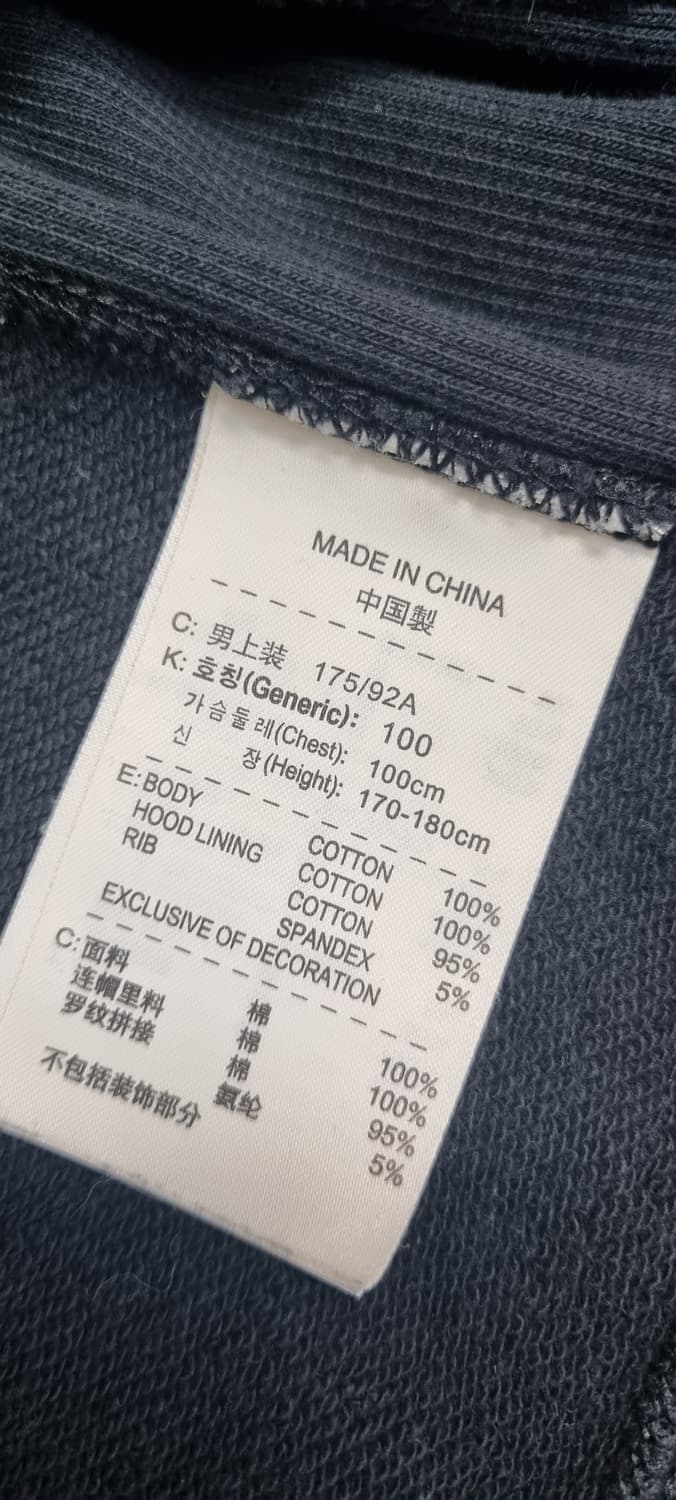 MADE IN CHINA
中国製
C: 男上装 175/92A
K: 호칭(Generic): 100
가슴둘레(Chest): 100cm
신 장(Height): 170-180cm
E: BODY COTTON 100%
HOOD LINING COTTON 100%
RIB COTTON 95%
SPANDEX 5%
EXCLUSIVE OF DECORATION
C: 面料 棉 100%
连帽里料 棉 100%
罗纹拼接 棉 95%
氨纶 5%
不包括装饰部分